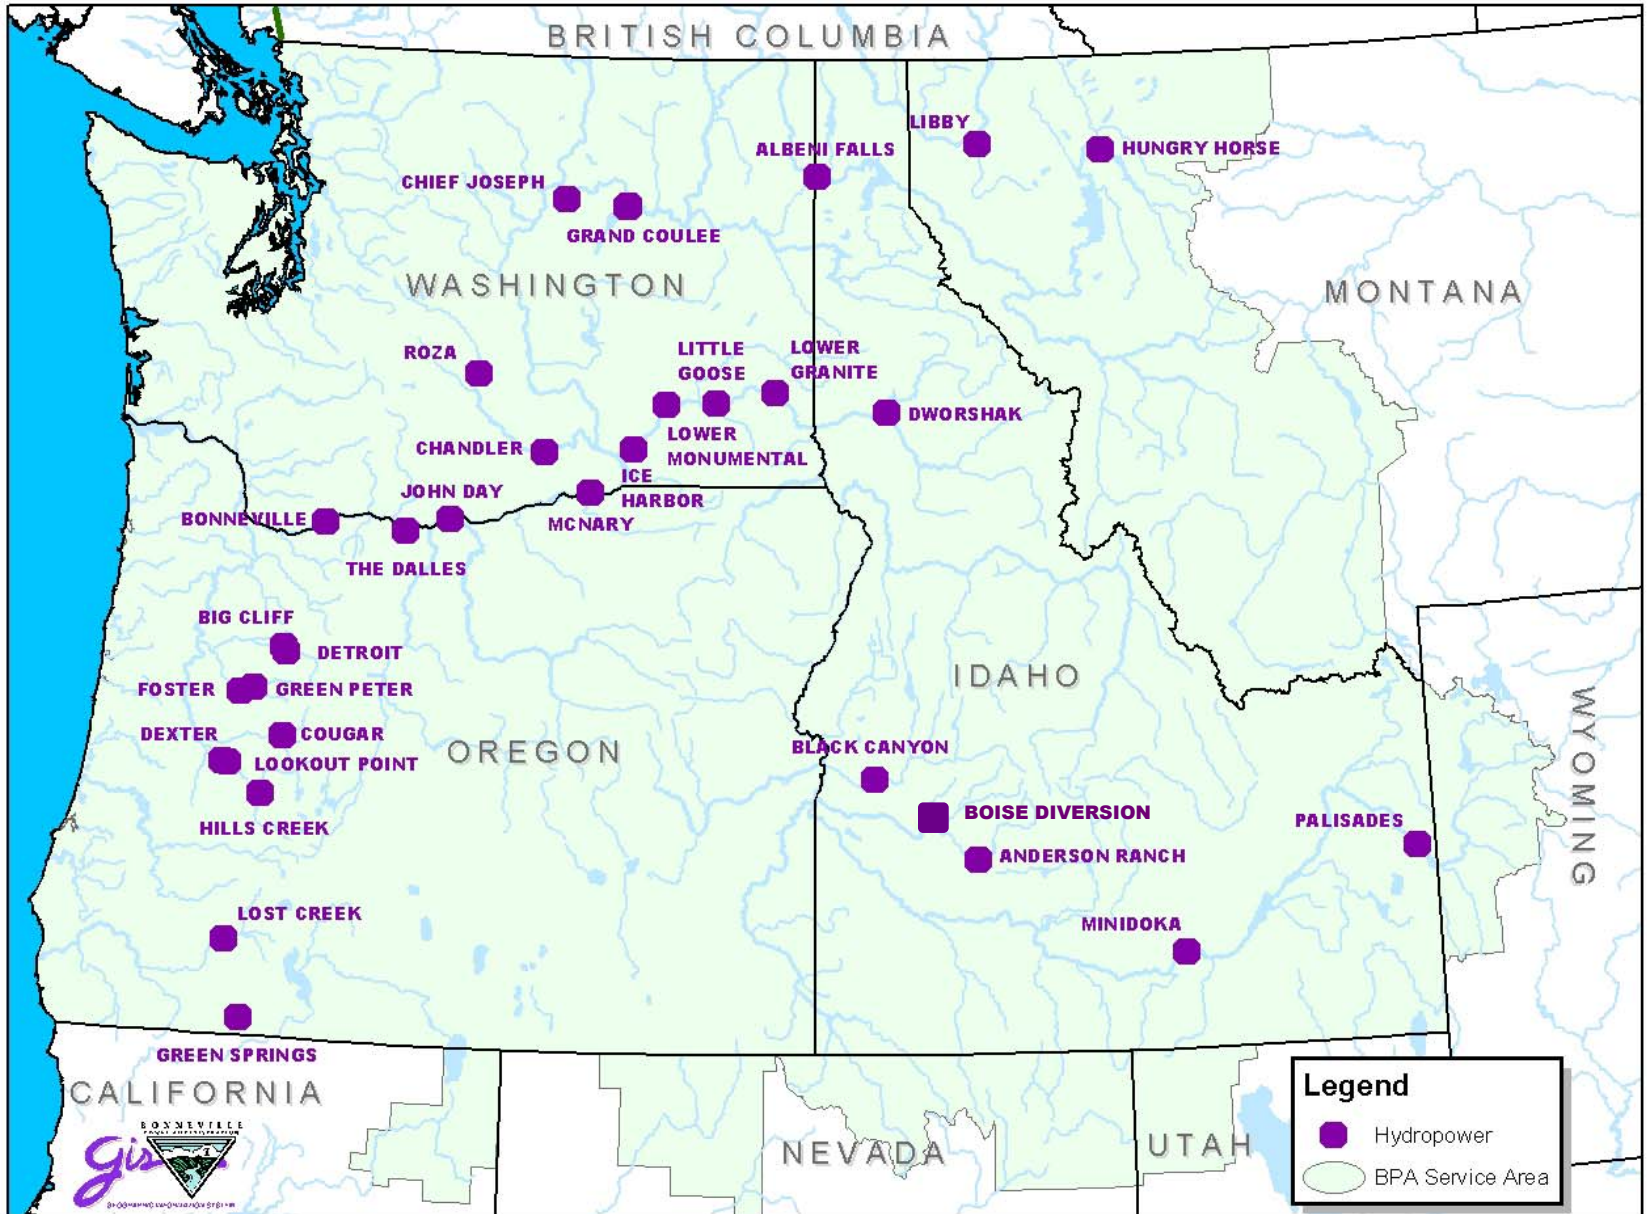 BRITISH COLUMBIA
LIBBY
ALBENI FALLS
HUNGRY HORSE
CHIEF JOSEPH
GRAND COULEE
WASHINGTON
MONTANA
ROZA
LITTLE
GOOSE
LOWER
GRANITE
DWORSHAK
CHANDLER
LOWER
MONUMENTAL
ICE
HARBOR
JOHN DAY
BONNEVILLE
MCNARY
THE DALLES
BIG CLIFF
DETROIT
FOSTER
GREEN PETER
IDAHO
DEXTER
COUGAR
OREGON
LOOKOUT POINT
BLACK CANYON
WYOMING
HILLS CREEK
BOISE DIVERSION
PALISADES
ANDERSON RANCH
LOST CREEK
MINIDOKA
GREEN SPRINGS
CALIFORNIA
NEVADA
UTAH
Legend
Hydropower
BPA Service Area
BONNEVILLE
GIS